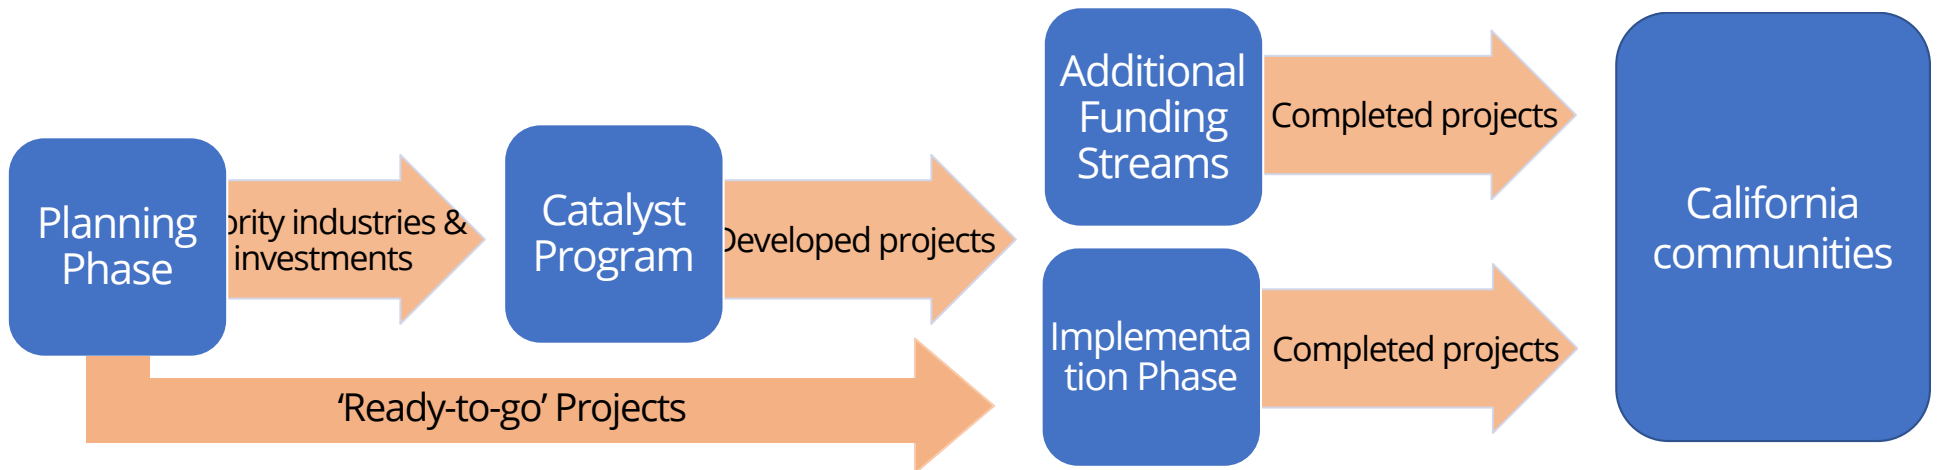 Planning
Phase
ority industries &
investments
Catalyst
Program
Developed projects
Additional
Funding
Streams
Completed projects
Implementa
tion Phase
Completed projects
California
communities
‘Ready-to-go’ Projects